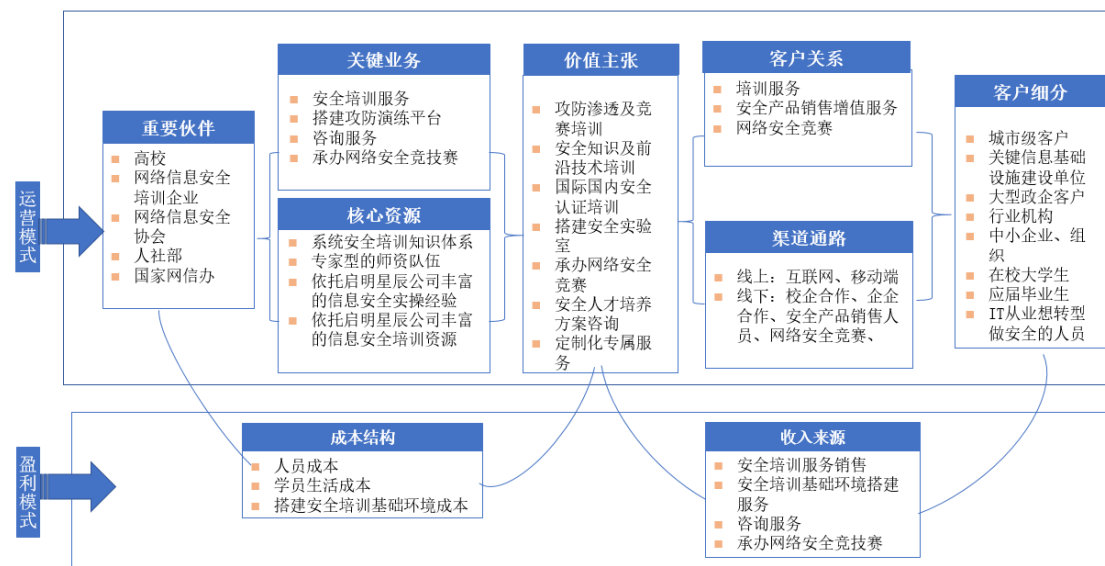 运营模式
重要伙伴
高校
网络信息安全
培训企业
网络信息安全
协会
人社部
国家网信办
关键业务
安全培训服务
搭建攻防演练平台
咨询服务
承办网络安全竞技赛
核心资源
系统安全培训知识体系
专家型的师资队伍
依托启明星辰公司丰富
的信息安全实操经验
依托启明星辰公司丰富
的信息安全培训资源
价值主张
攻防渗透及竞
赛培训
安全知识及前
沿技术培训
国际国内安全
认证培训
搭建安全实验
室
承办网络安全
竞赛
安全人才培养
方案咨询
定制化专属服
务
客户关系
培训服务
安全产品销售增值服务
网络安全竞赛
渠道通路
线上：互联网、移动端
线下：校企合作、企企
合作、安全产品销售人
员、网络安全竞赛、
客户细分
城市级客户
关键信息基础
设施建设单位
大型政企客户
行业机构
中小企业、组
织
在校大学生
应届毕业生
IT从业想转型
做安全的人员
盈利模式
成本结构
人员成本
学员生活成本
搭建安全培训基础环境成本
收入来源
安全培训服务销售
安全培训基础环境搭建
服务
咨询服务
承办网络安全竞技赛